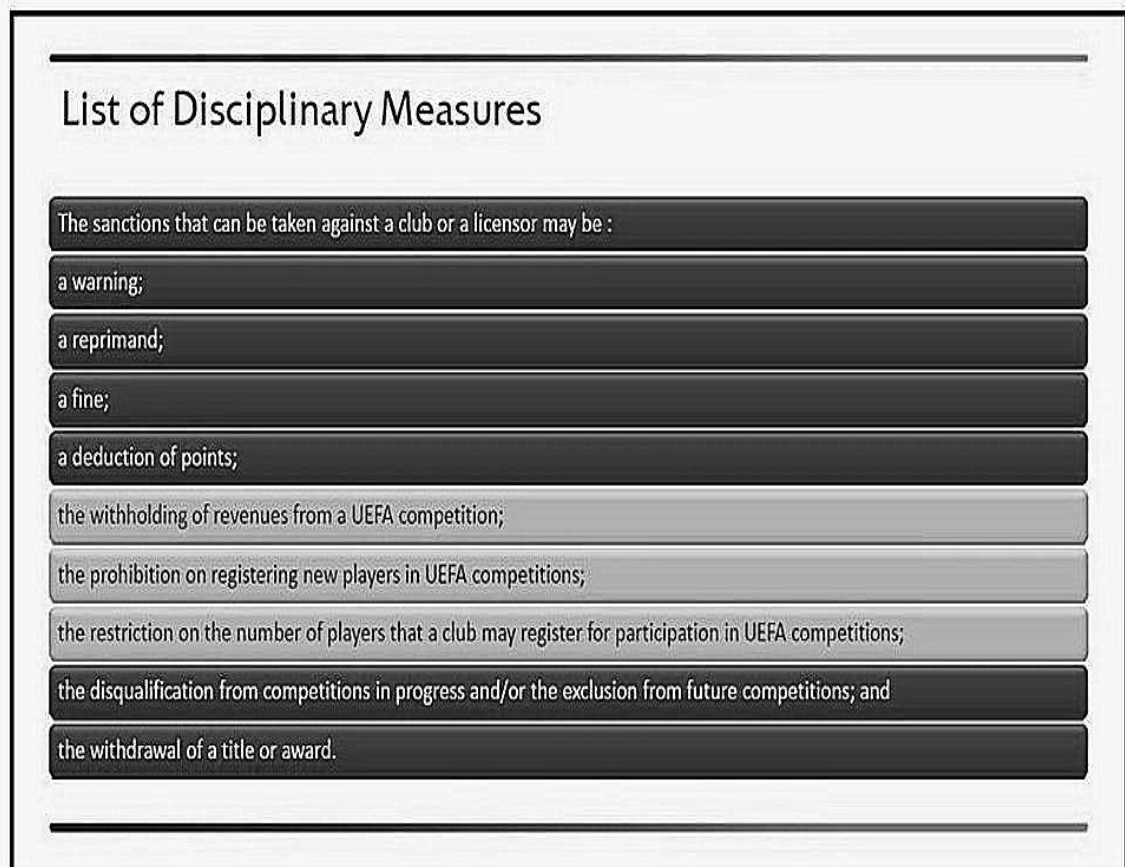 List of Disciplinary Measures
The sanctions that can be taken against a club or a licensor may be :
a warning;
a reprimand;
a fine;
a deduction of points;
the withholding of revenues from a UEFA competition;
the prohibition on registering new players in UEFA competitions;
the restriction on the number of players that a club may register for participation in UEFA competitions;
the disqualification from competitions in progress and/or the exclusion from future competitions; and
the withdrawal of a title or award.